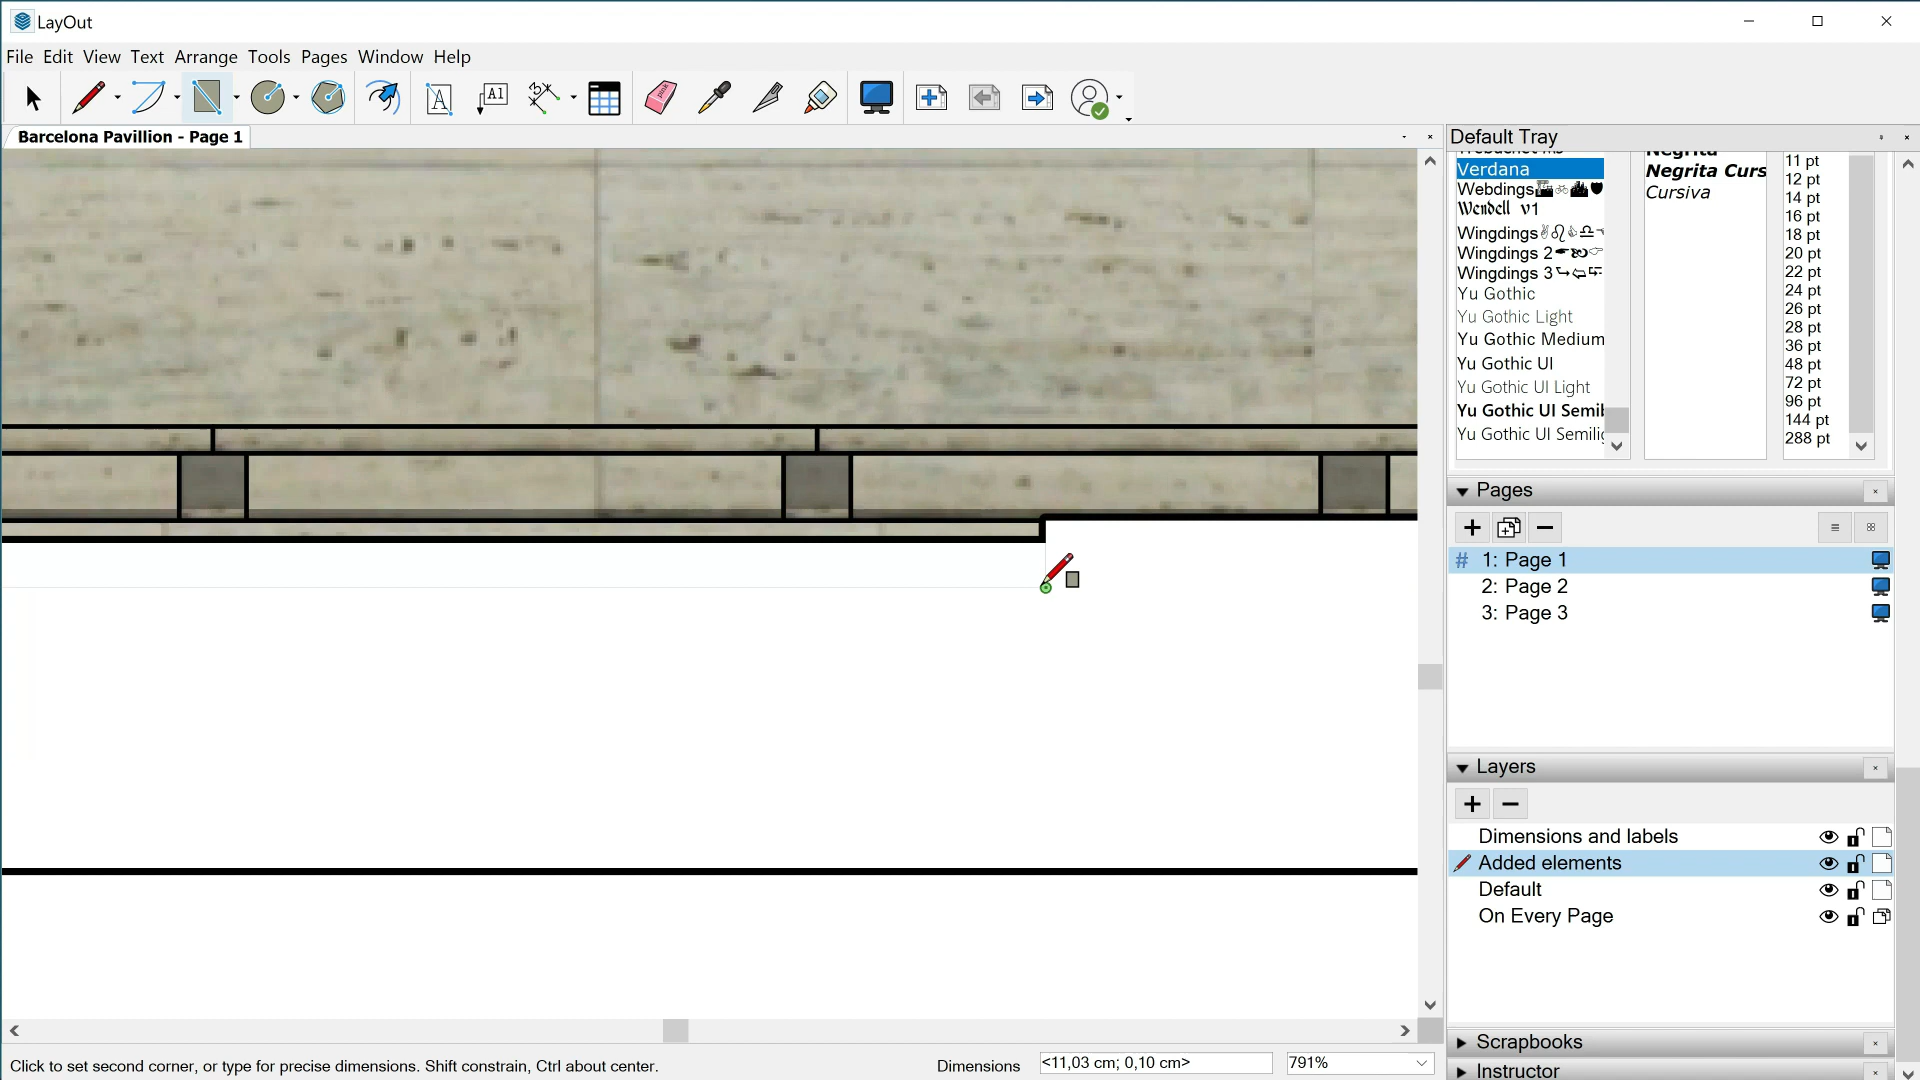 LayOut
File Edit View Text Arrange Tools Pages Window Help
A A1
Barcelona Pavillion - Page 1
Default Tray
Verdana
Webdings
Wendell v1
Wingdings
Wingdings 2
Wingdings 3
Yu Gothic
Yu Gothic Light
Yu Gothic Medium
Yu Gothic UI
Yu Gothic UI Light
Yu Gothic UI Semil
Yu Gothic UI Semilig
Negrita
Negrita Curs
Cursiva
11 pt
12 pt
14 pt
16 pt
18 pt
20 pt
22 pt
24 pt
26 pt
28 pt
36 pt
48 pt
72 pt
96 pt
144 pt
288 pt
Pages
# 1: Page 1
2: Page 2
3: Page 3
Layers
Dimensions and labels
Added elements
Default
On Every Page
Scrapbooks
Instructor
Click to set second corner, or type for precise dimensions. Shift constrain, Ctrl about center.
Dimensions <11,03 cm; 0,10 cm> 791%